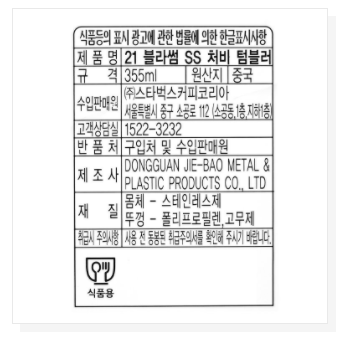 식품등의 표시 광고에 관한 법률에 의한 한글표시사항
제 품 명 21 블라썸 SS 처비 텀블러
규 격 355ml 원산지 중국
수입판매원 ㈜스타벅스커피코리아
서울특별시 중구 소공로 112 (소공동,1층,지하1층)
고객상담실 1522-3232
반 품 처 구입처 및 수입판매원
제 조 사 DONGGUAN JIE-BAO METAL &
PLASTIC PRODUCTS CO., LTD
재 질 몸체 - 스테인레스제
뚜껑 - 폴리프로필렌,고무제
취급시 주의사항 사용 전 동봉된 취급주의서를 확인해 주시기 바랍니다.
식품용